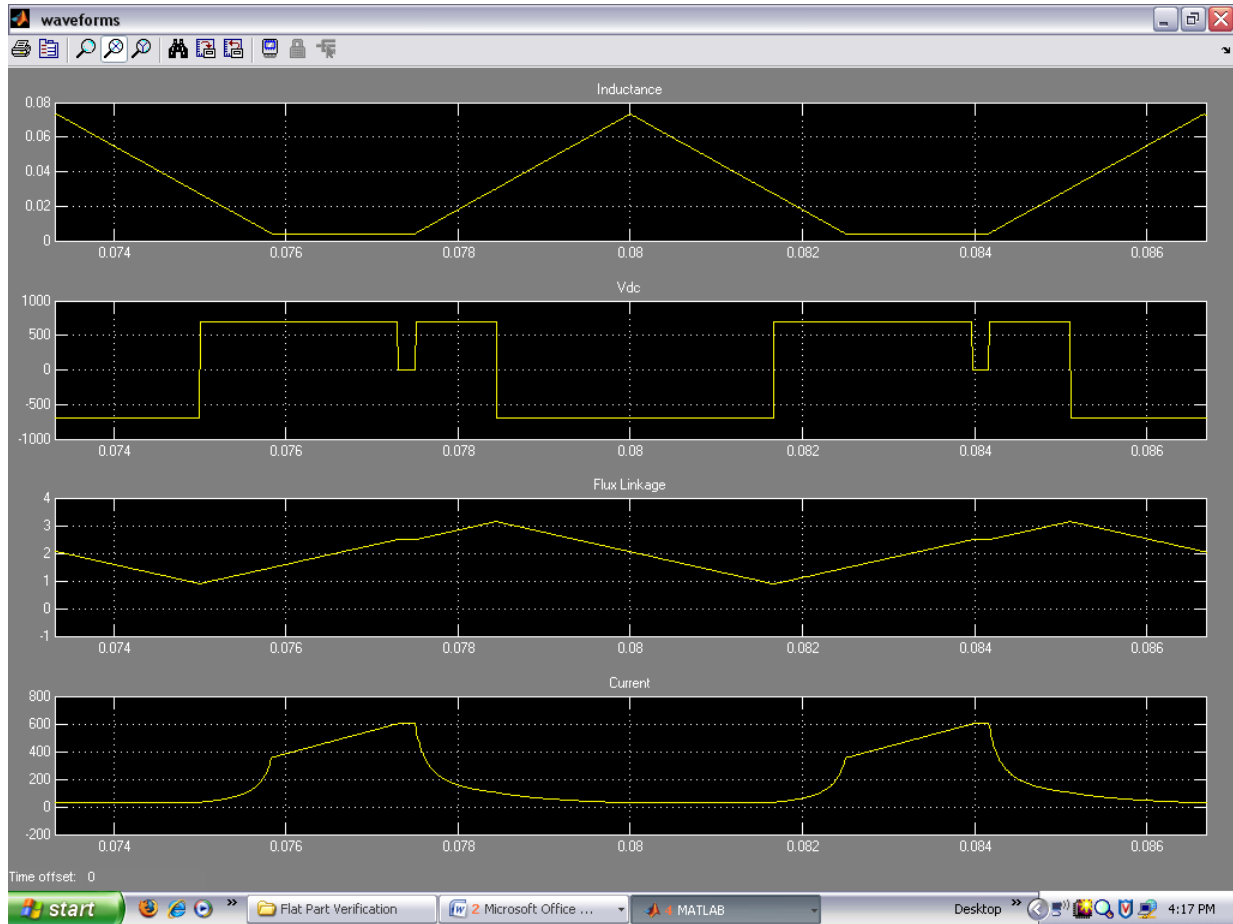 waveforms
Inductance
0.08
0.06
0.04
0.02
0
0.074 0.076 0.078 0.08 0.082 0.084 0.086
Vdc
1000
500
0
-500
-1000
0.074 0.076 0.078 0.08 0.082 0.084 0.086
Flux Linkage
4
3
2
1
0
-1
0.074 0.076 0.078 0.08 0.082 0.084 0.086
Current
800
600
400
200
0
-200
0.074 0.076 0.078 0.08 0.082 0.084 0.086
Time offset: 0
start » Flat Part Verification 2 Microsoft Office ... 4 MATLAB Desktop » 4:17 PM